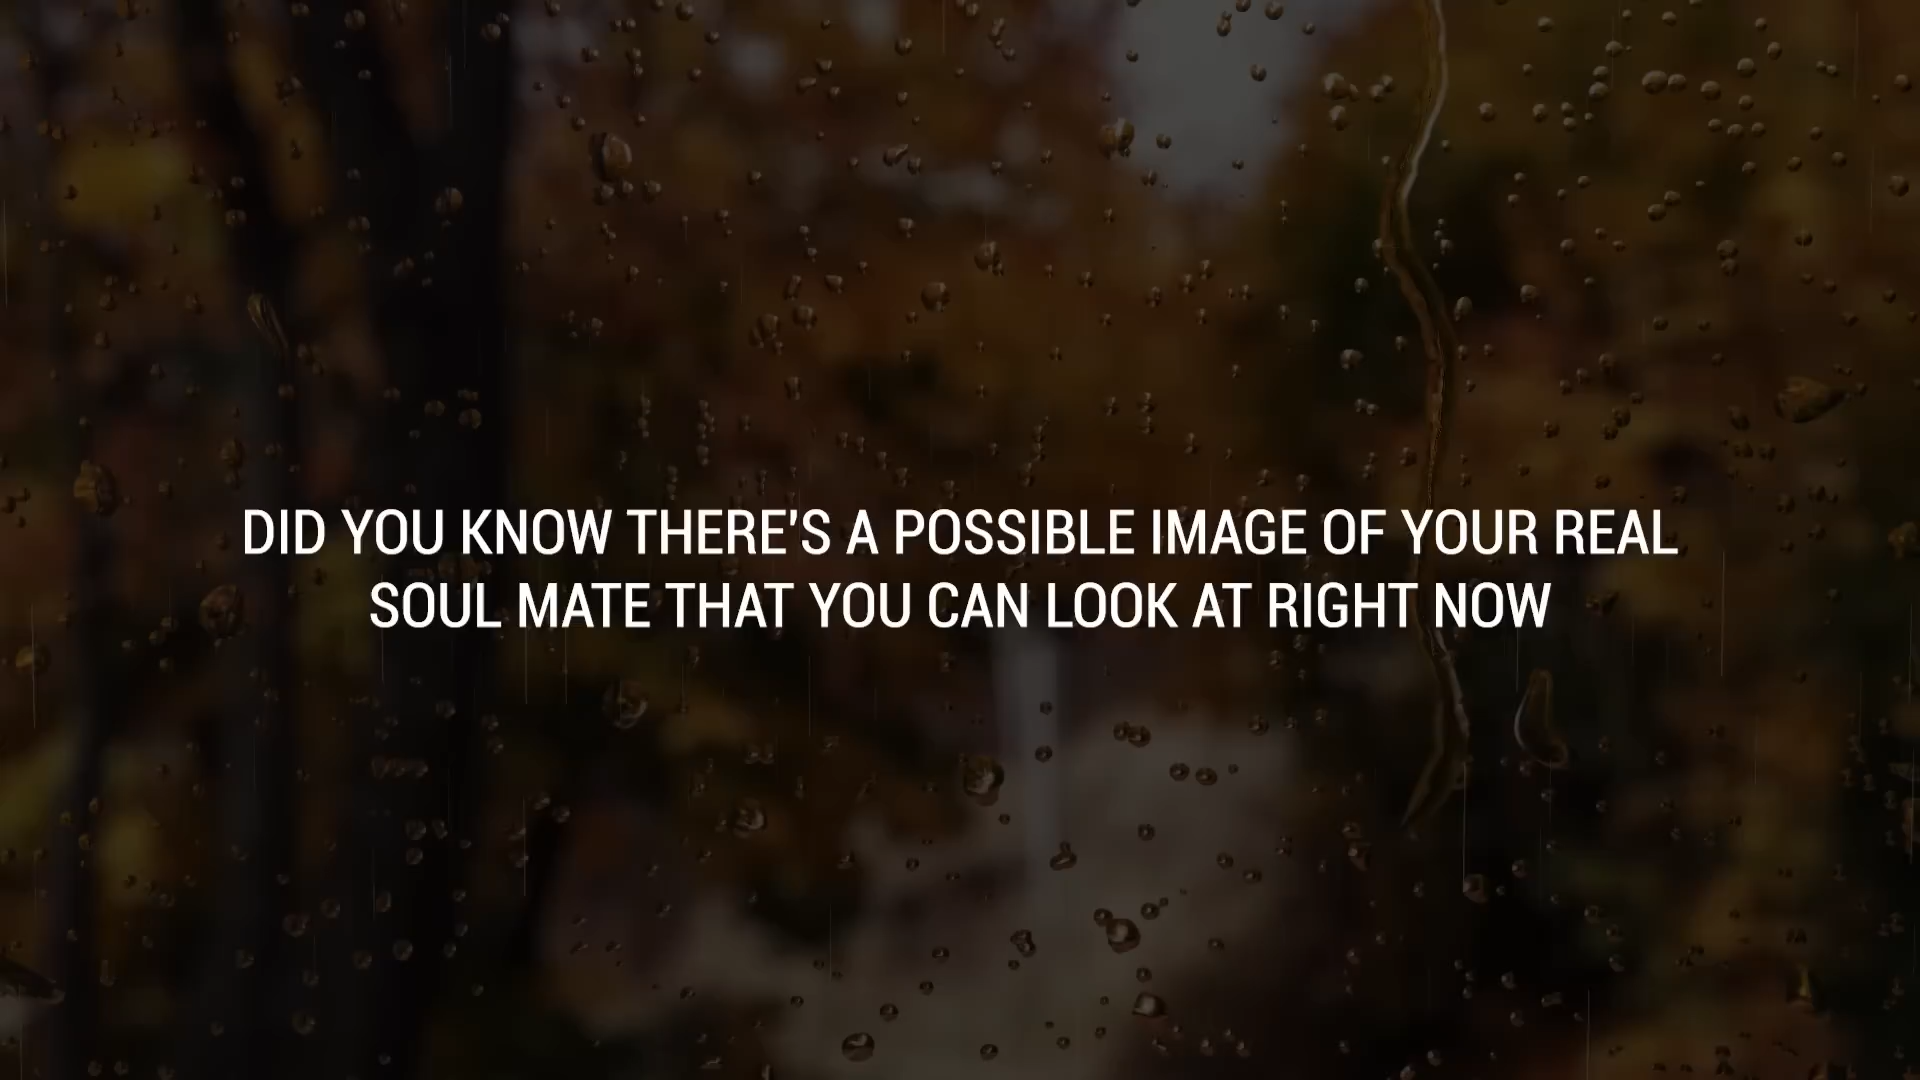 DID YOU KNOW THERE'S A POSSIBLE IMAGE OF YOUR REAL
SOUL MATE THAT YOU CAN LOOK AT RIGHT NOW